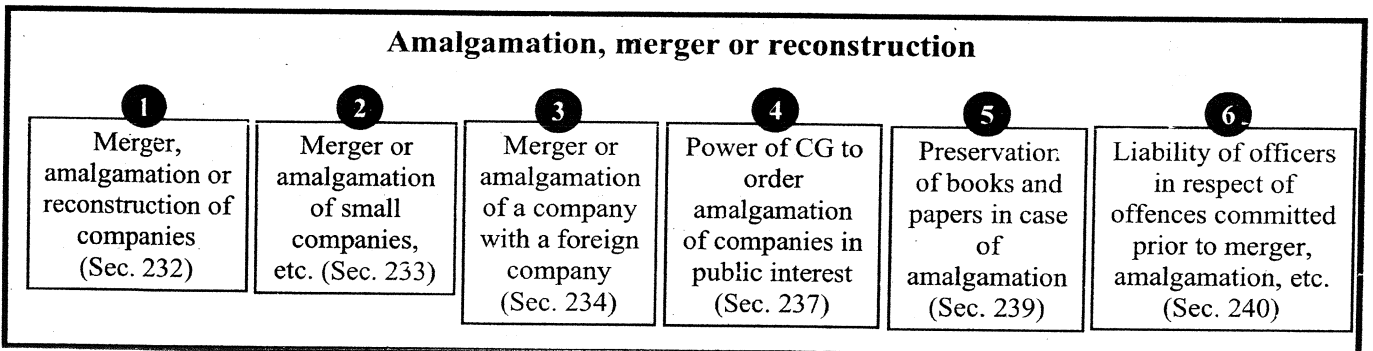 Amalgamation, merger or reconstruction
1
Merger,
amalgamation or
reconstruction of
companies
(Sec. 232)
2
Merger or
amalgamation
of small
companies,
etc. (Sec. 233)
3
Merger or
amalgamation
of a company
with a foreign
company
(Sec. 234)
4
Power of CG to
order
amalgamation
of companies in
public interest
(Sec. 237)
5
Preservation
of books and
papers in case
of
amalgamation
(Sec. 239)
6
Liability of officers
in respect of
offences committed
prior to merger,
amalgamation, etc.
(Sec. 240)